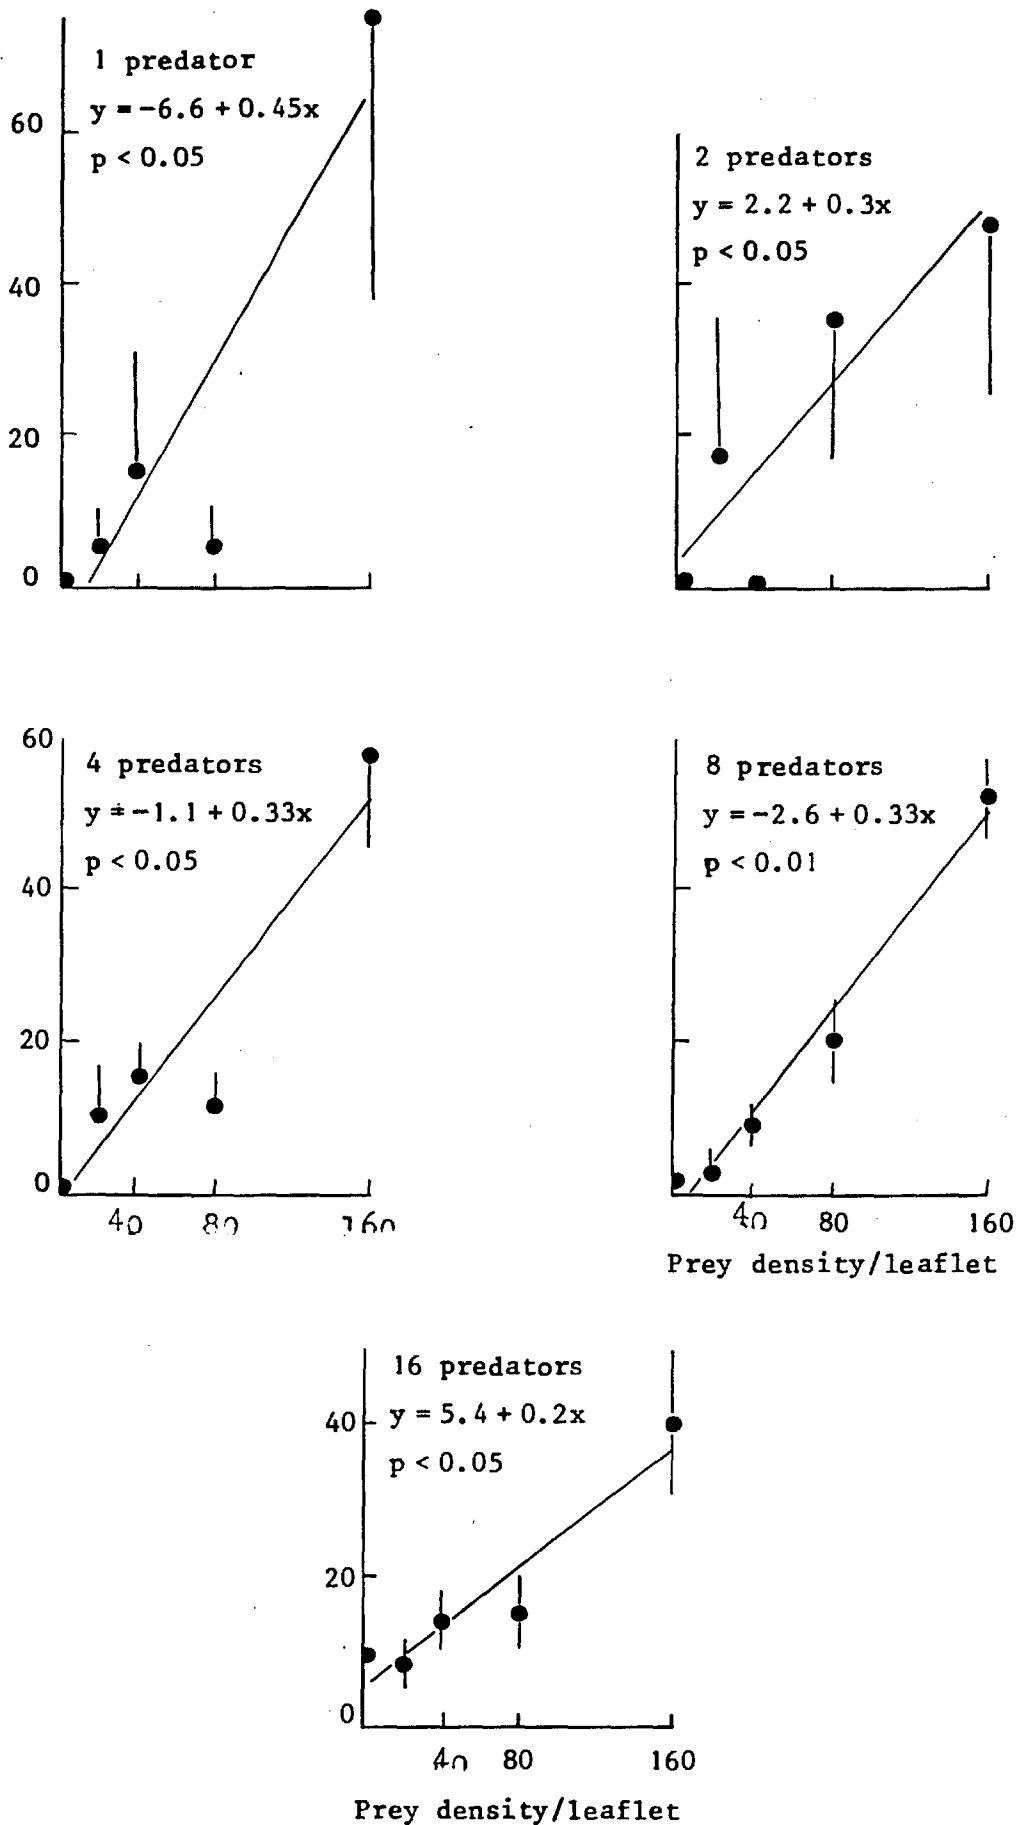 1 predator
y = -6.6 + 0.45x
p < 0.05
60
40
20
0
2 predators
y = 2.2 + 0.3x
p < 0.05
60
4 predators
y = -1.1 + 0.33x
p < 0.05
40
20
0
40 80 160
8 predators
y = -2.6 + 0.33x
p < 0.01
40 80 160
Prey density/leaflet
16 predators
y = 5.4 + 0.2x
p < 0.05
40
20
0
40 80 160
Prey density/leaflet